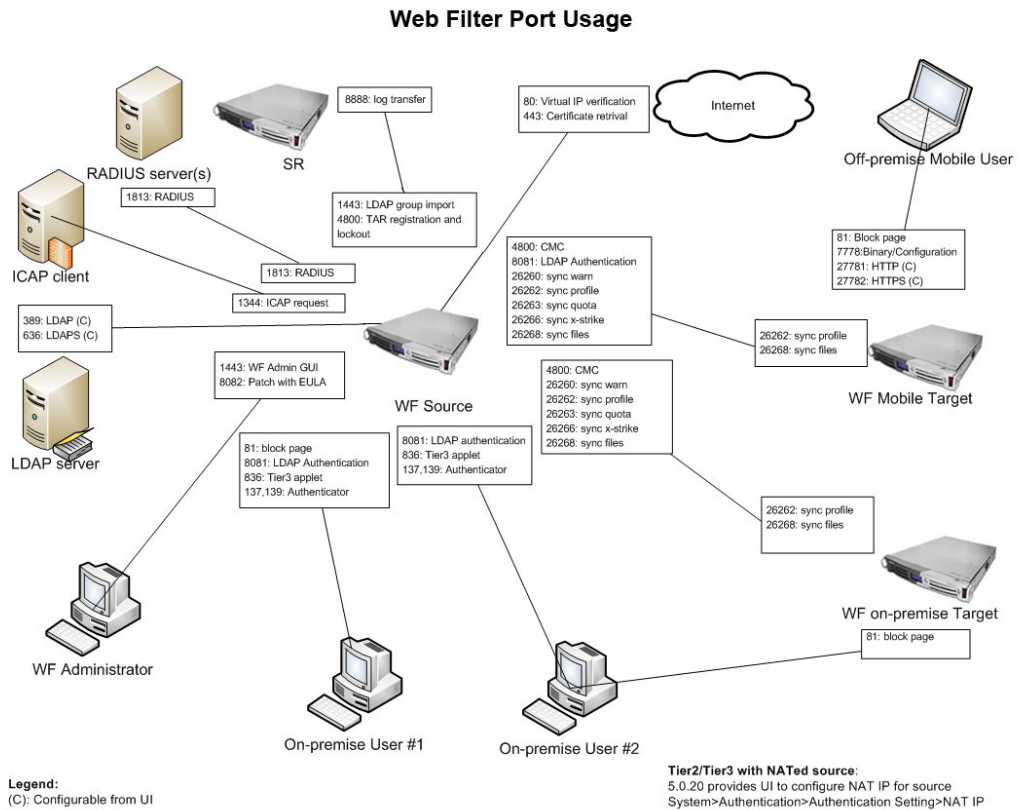 Web Filter Port Usage
8888: log transfer
80: Virtual IP verification
443: Certificate retrival
Internet
Off-premise Mobile User
SR
RADIUS server(s)
1813: RADIUS
1443: LDAP group import
4800: TAR registration and
lockout
81: Block page
7778:Binary/Configuration
27781: HTTP (C)
27782: HTTPS (C)
ICAP client
1813: RADIUS
1344: ICAP request
4800: CMC
8081: LDAP Authentication
26260: sync warn
26262: sync profile
26263: sync quota
26266: sync x-strike
26268: sync files
389: LDAP (C)
636: LDAPS (C)
26262: sync profile
26268: sync files
WF Mobile Target
1443: WF Admin GUI
8082: Patch with EULA
WF Source
4800: CMC
26260: sync warn
26262: sync profile
26263: sync quota
26266: sync x-strike
26268: sync files
LDAP server
81: block page
8081: LDAP Authentication
836: Tier3 applet
137,139: Authenticator
8081: LDAP authentication
836: Tier3 applet
137,139: Authenticator
26262: sync profile
26268: sync files
WF on-premise Target
81: block page
WF Administrator
On-premise User #1
On-premise User #2
Legend:
(C): Configurable from UI
Tier2/Tier3 with NATed source:
5.0.20 provides UI to configure NAT IP for source
System>Authentication>Authentication Setting>NAT IP